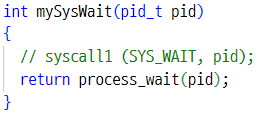 int mySysWait(pid_t pid)
{
  // syscall1 (SYS_WAIT, pid);
  return process_wait(pid);
}